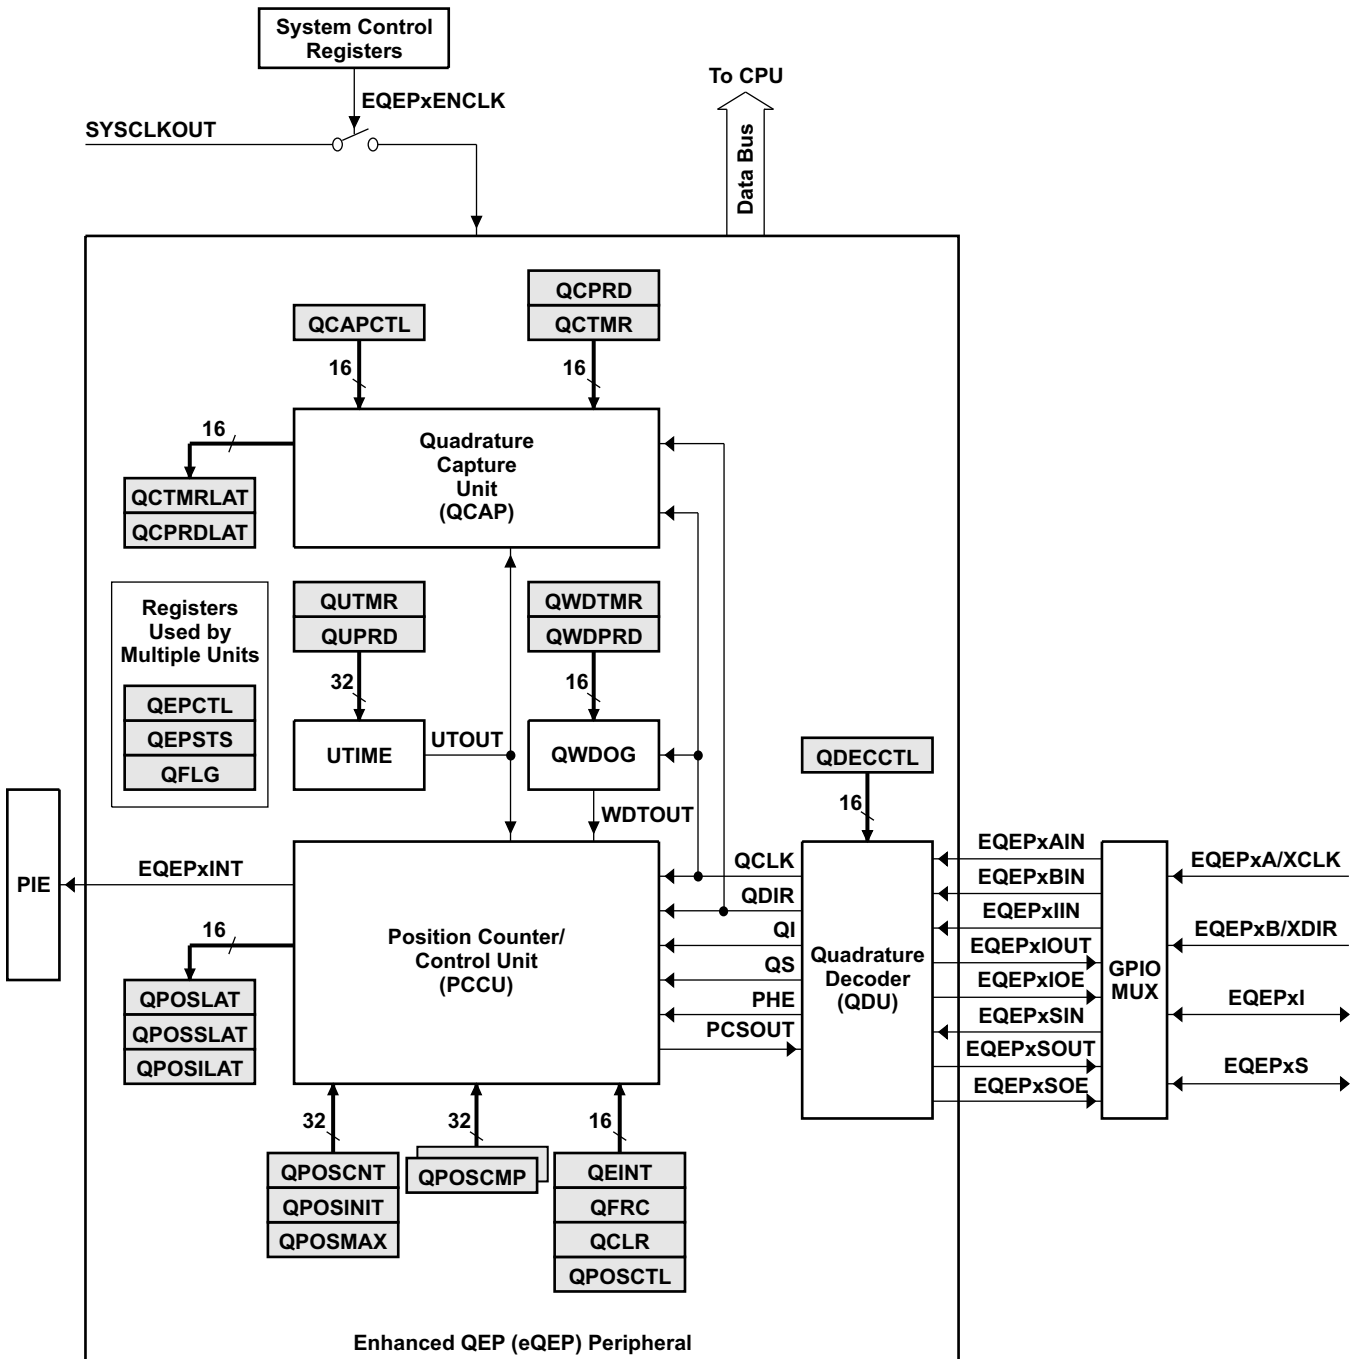 System Control
Registers
To CPU
EQEPxENCLK
SYSCLKOUT
Data Bus
QCPRD
QCAPCTL
QCTMR
16
16
16
Quadrature
Capture
Unit
(QCAP)
QCTMRLAT
QCPRDLAT
Registers
Used by
Multiple Units
QEPCTL
QEPSTS
QFLG
QUTMR
QUPRD
QWDTMR
QWDPRD
32
16
UTIME
UTOUT
QWDOG
WDTOUT
QDECCTL
16
PIE
EQEPxINT
16
Position Counter/
Control Unit
(PCCU)
QCLK
QDIR
QI
QS
PHE
PCSOUT
Quadrature
Decoder
(QDU)
EQEPxAIN
EQEPxBIN
EQEPxIIN
EQEPxIOUT
EQEPxIOE
EQEPxSIN
EQEPxSOUT
EQEPxSOE
GPIO
MUX
EQEPxA/XCLK
EQEPxB/XDIR
EQEPxI
EQEPxS
QPOSLAT
QPOSSLAT
QPOSILAT
32
32
16
QPOSCNT
QPOSINIT
QPOSMAX
QPOSCMP
QEINT
QFRC
QCLR
QPOSCTL
Enhanced QEP (eQEP) Peripheral